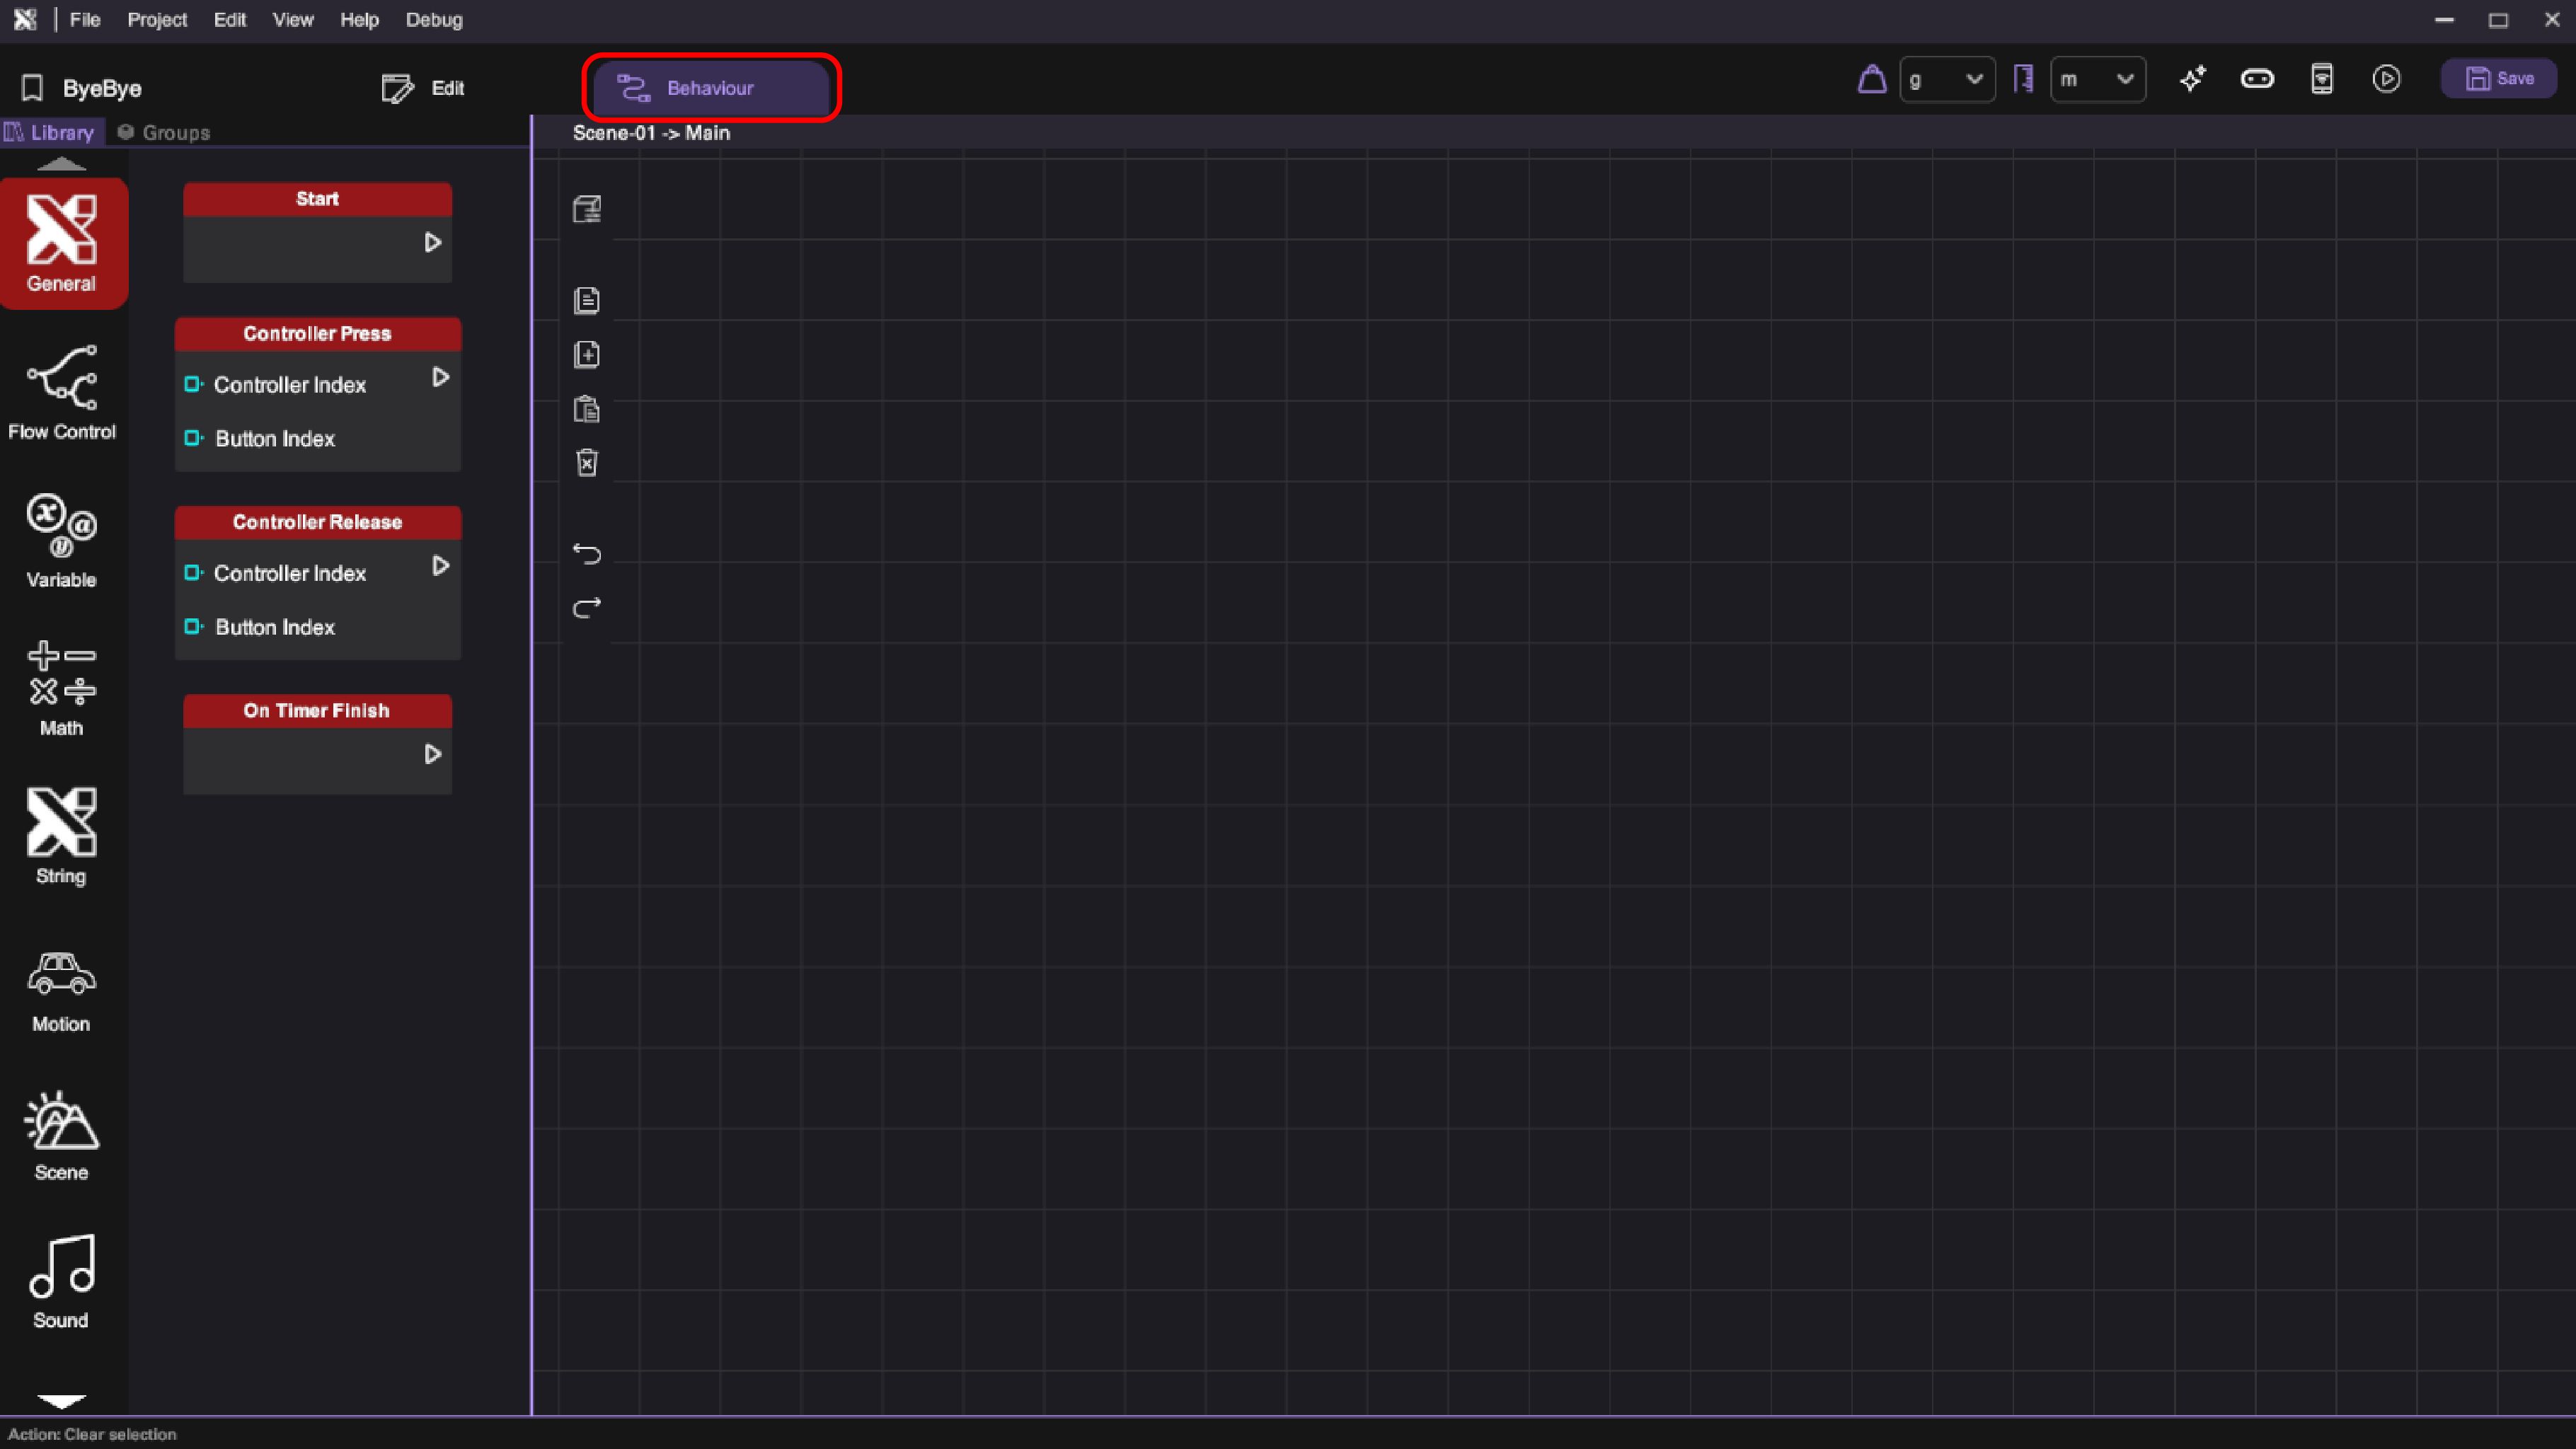 File Project Edit View Help Debug
ByeBye Edit Behaviour g m Save
Library Groups
Scene-01 -> Main
General
Flow Control
Variable
Math
String
Motion
Scene
Sound
Start
Controller Press
Controller Index
Button Index
Controller Release
Controller Index
Button Index
On Timer Finish
Action: Clear selection